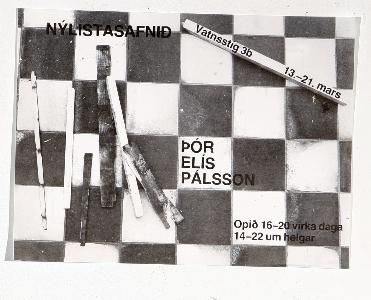 NÝLISTASAFNIÐ
Vatnsstíg 3b
13.-21. mars
ÞÓR
ELÍS
PÁLSSON
Opið 16-20 virka daga
14-22 um helgar